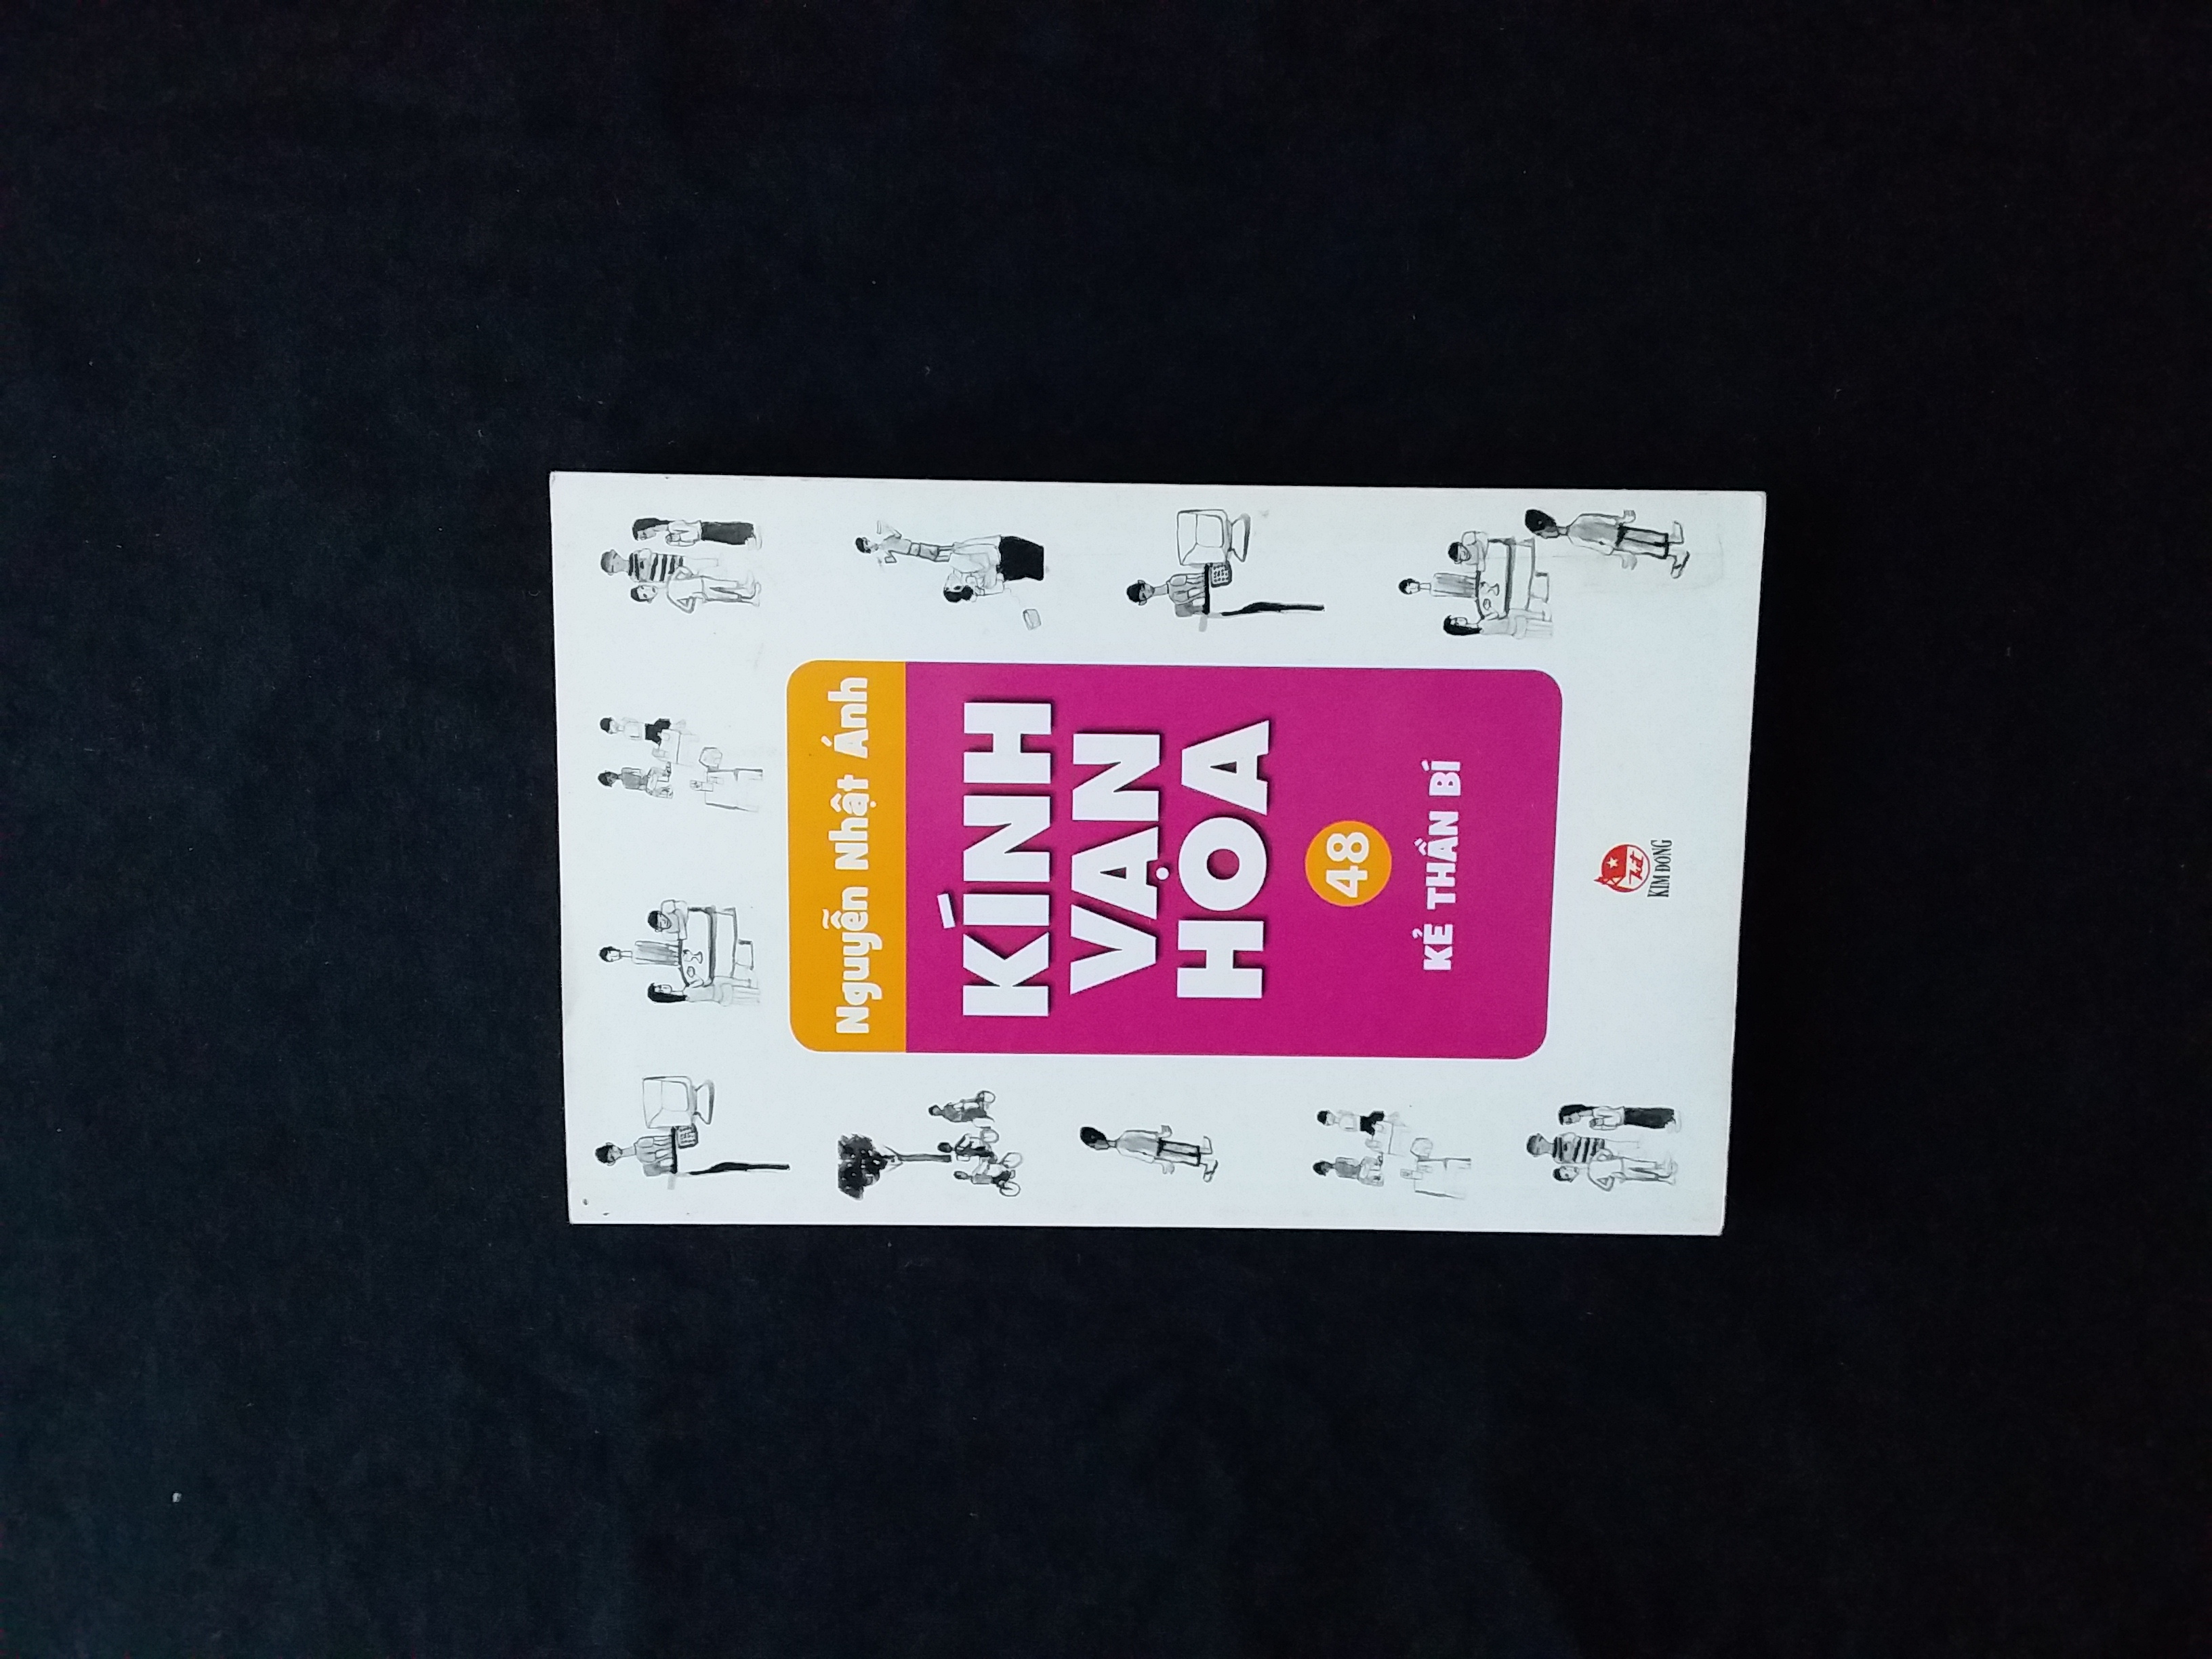 Nguyễn Nhật Ánh
KÍNH
VẠN
HOA
48
KẺ THẦN BÍ
KIM ĐỒNG